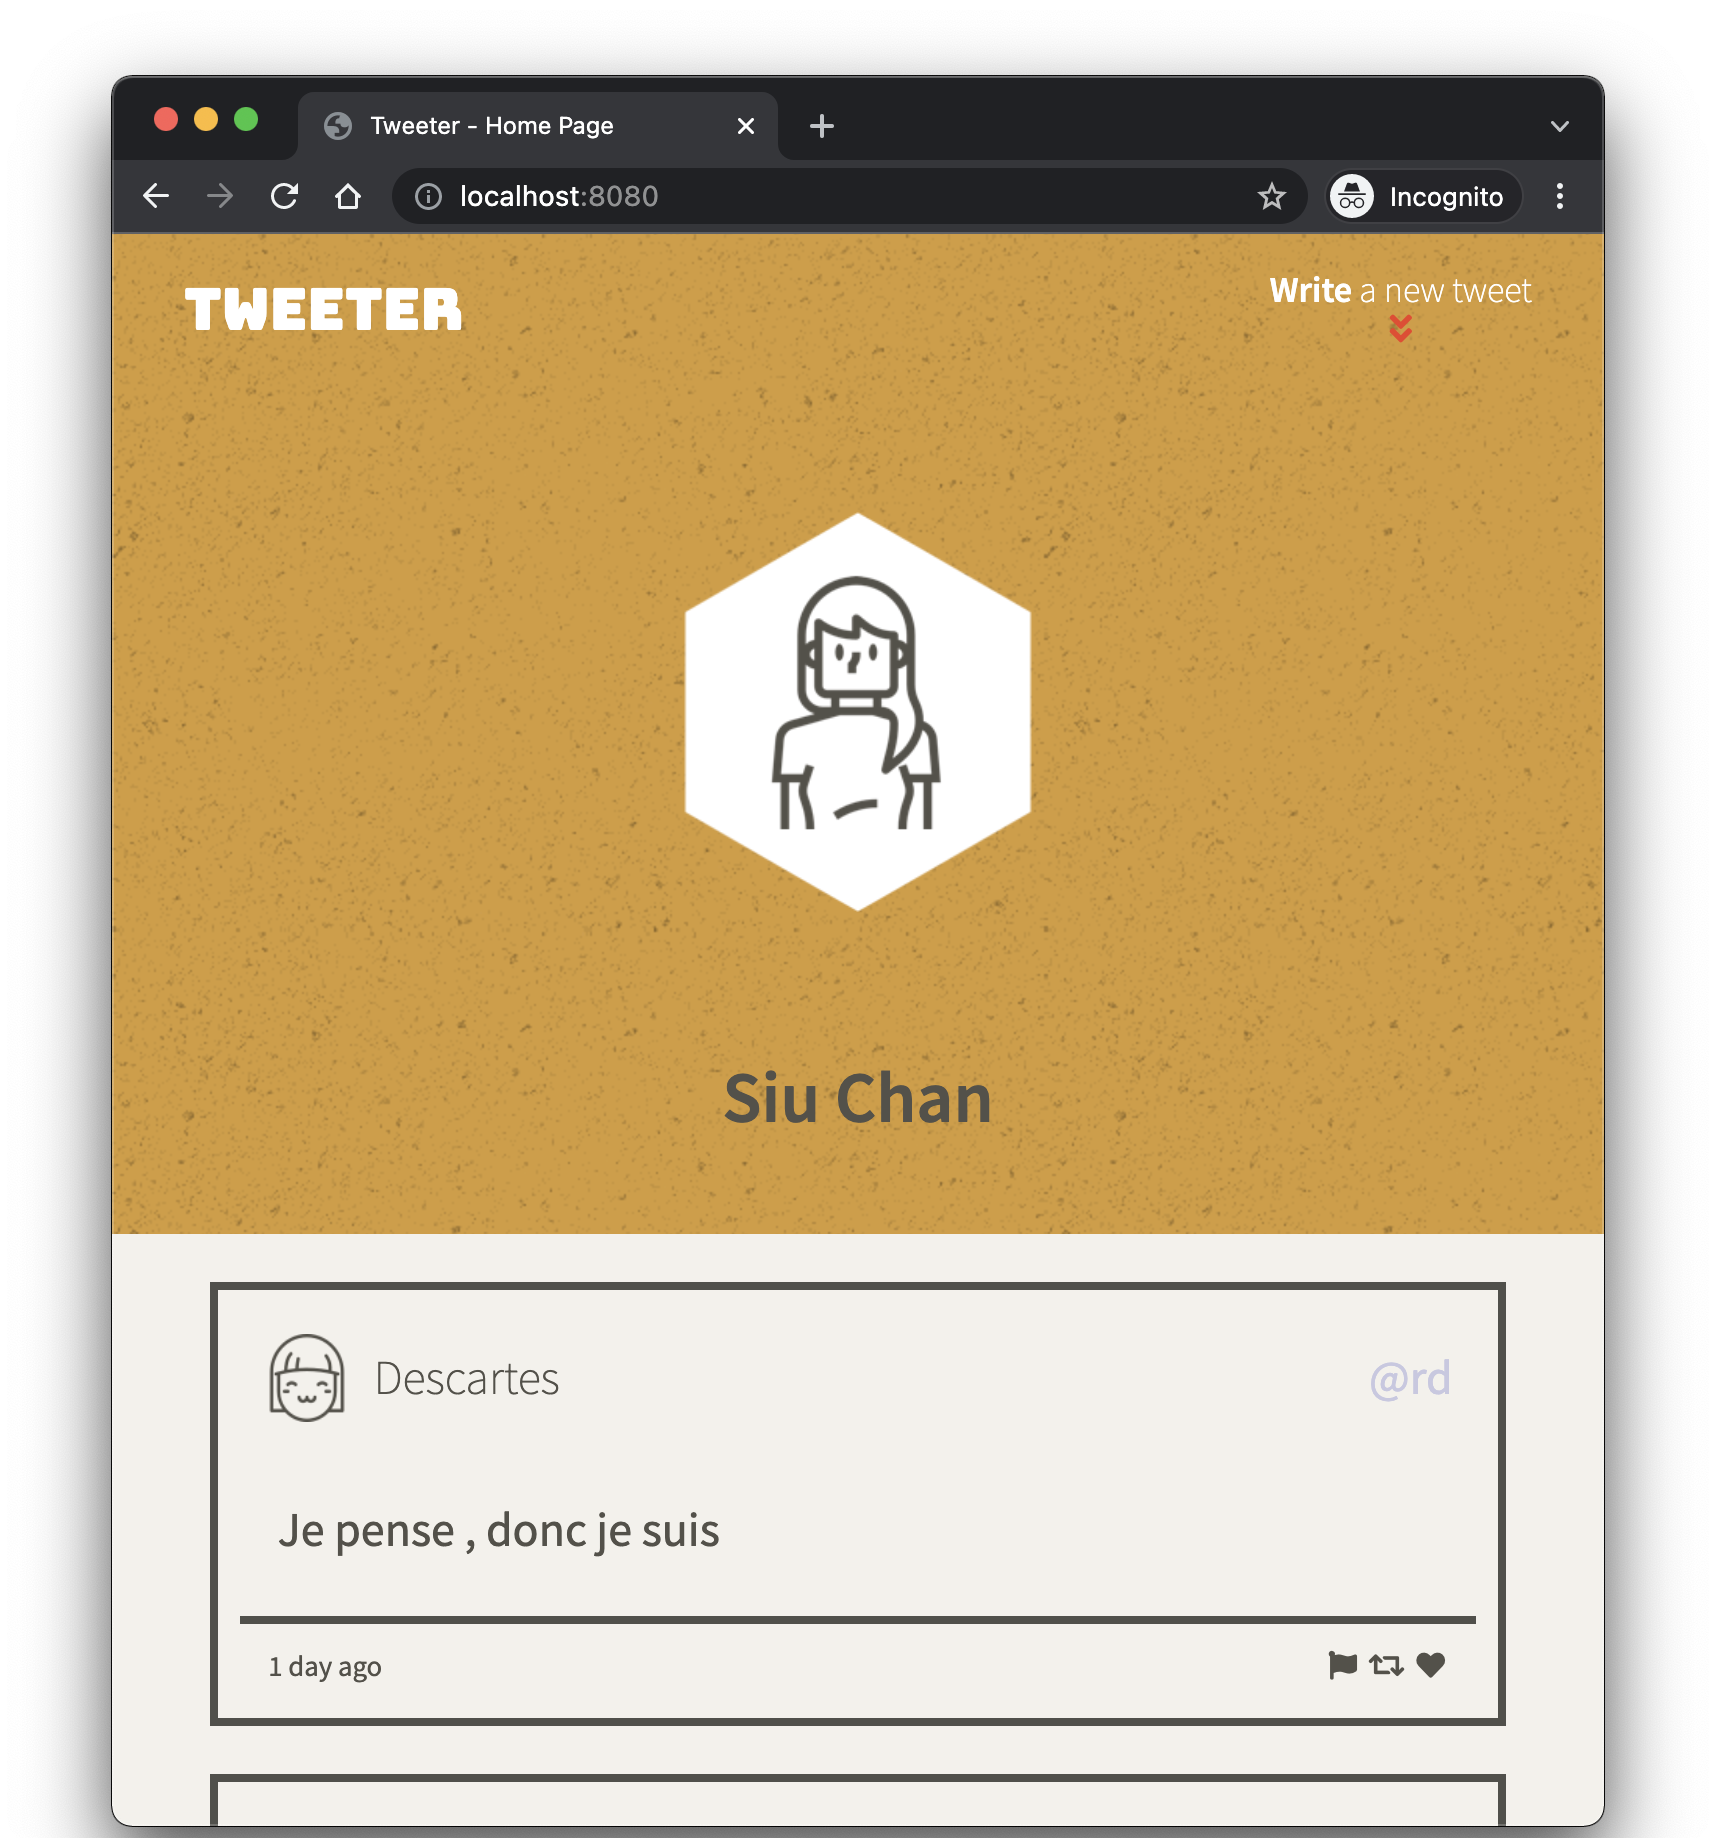 Tweeter - Home Page
localhost:8080
Incognito
TWEETER
Write a new tweet
Siu Chan
Descartes
@rd
Je pense , donc je suis
1 day ago